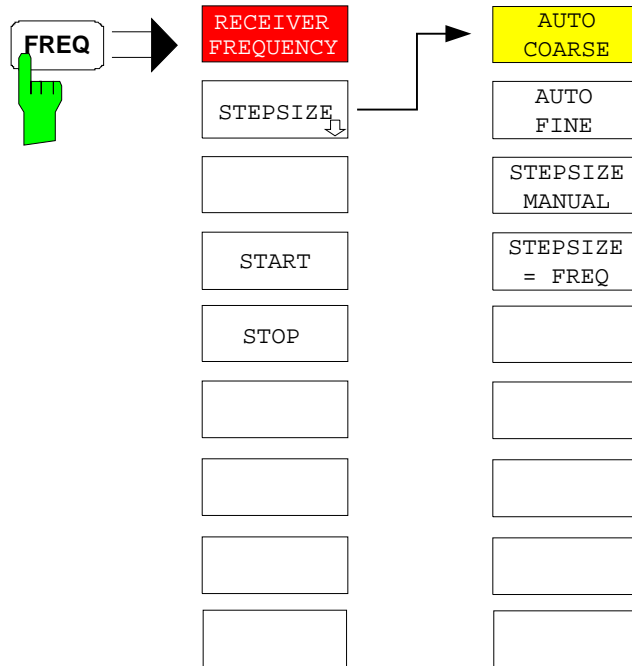 FREQ
RECEIVER
FREQUENCY
STEPSIZE
START
STOP
AUTO
COARSE
AUTO
FINE
STEPSIZE
MANUAL
STEPSIZE
= FREQ